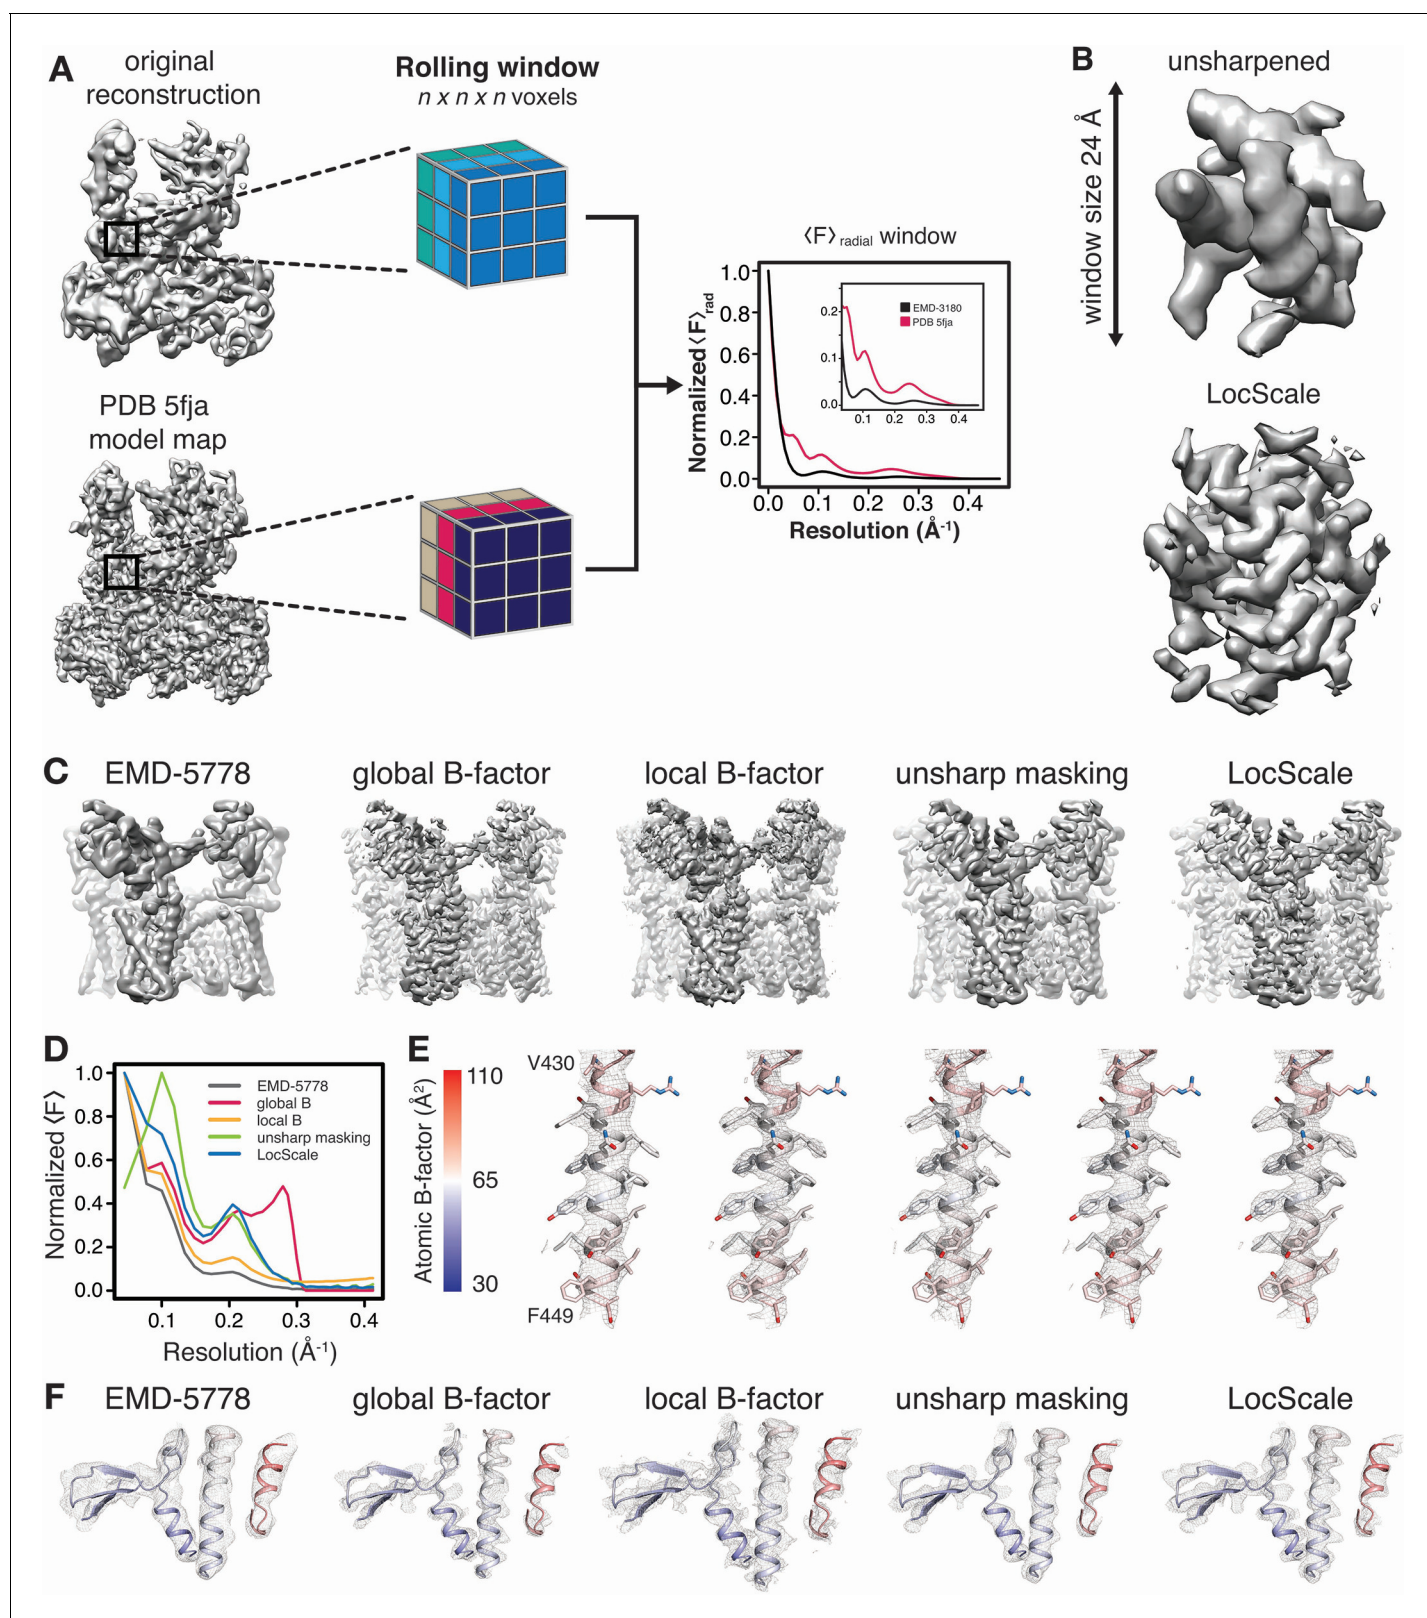 A
original
reconstruction
Rolling window
n x n x n voxels
PDB 5fja
model map
⟨F⟩radial window
Normalized ⟨F⟩rad
1.0
0.8
0.6
0.4
0.2
0.0
0.2
0.1
0.0
EMD-3180
PDB 5fja
0.1 0.2 0.3 0.4
0.0 0.1 0.2 0.3 0.4
Resolution (Å-1)
B
unsharpened
window size 24 Å
LocScale
C
EMD-5778
global B-factor
local B-factor
unsharp masking
LocScale
D
Normalized ⟨F⟩
1.0
0.8
0.6
0.4
0.2
0.0
EMD-5778
global B
local B
unsharp masking
LocScale
0.1 0.2 0.3 0.4
Resolution (Å-1)
E
Atomic B-factor (Å2)
110
65
30
V430
F449
F
EMD-5778
global B-factor
local B-factor
unsharp masking
LocScale